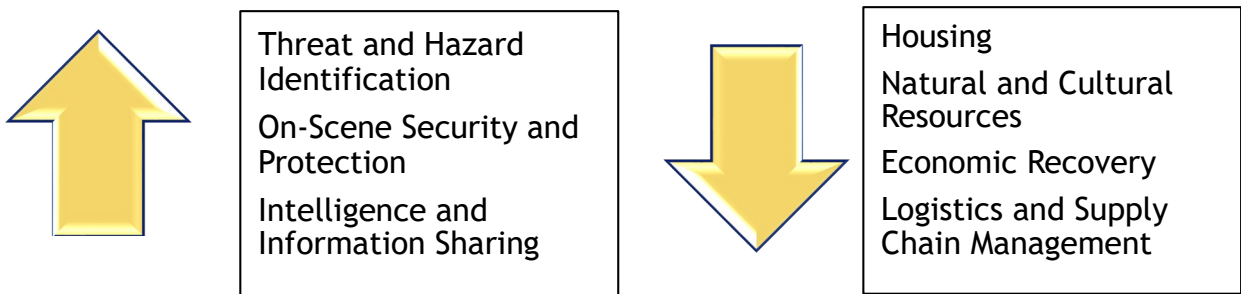 Threat and Hazard
Identification
On-Scene Security and
Protection
Intelligence and
Information Sharing
Housing
Natural and Cultural
Resources
Economic Recovery
Logistics and Supply
Chain Management